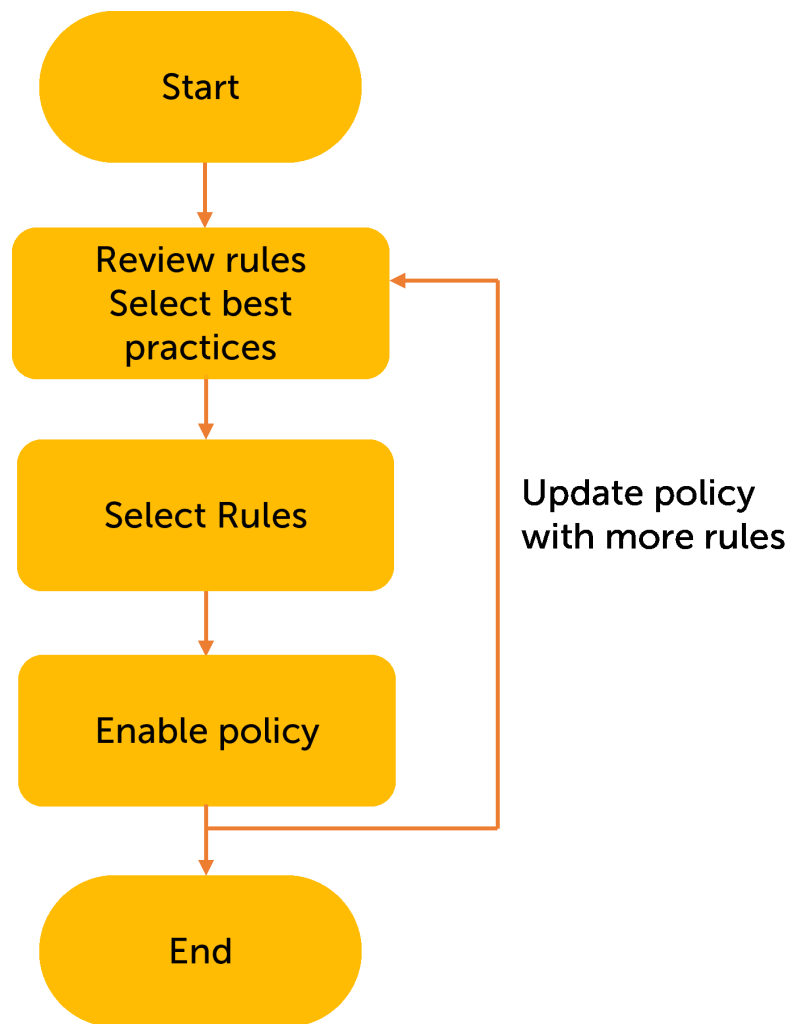 Start
Review rules
Select best
practices
Select Rules
Update policy
with more rules
Enable policy
End